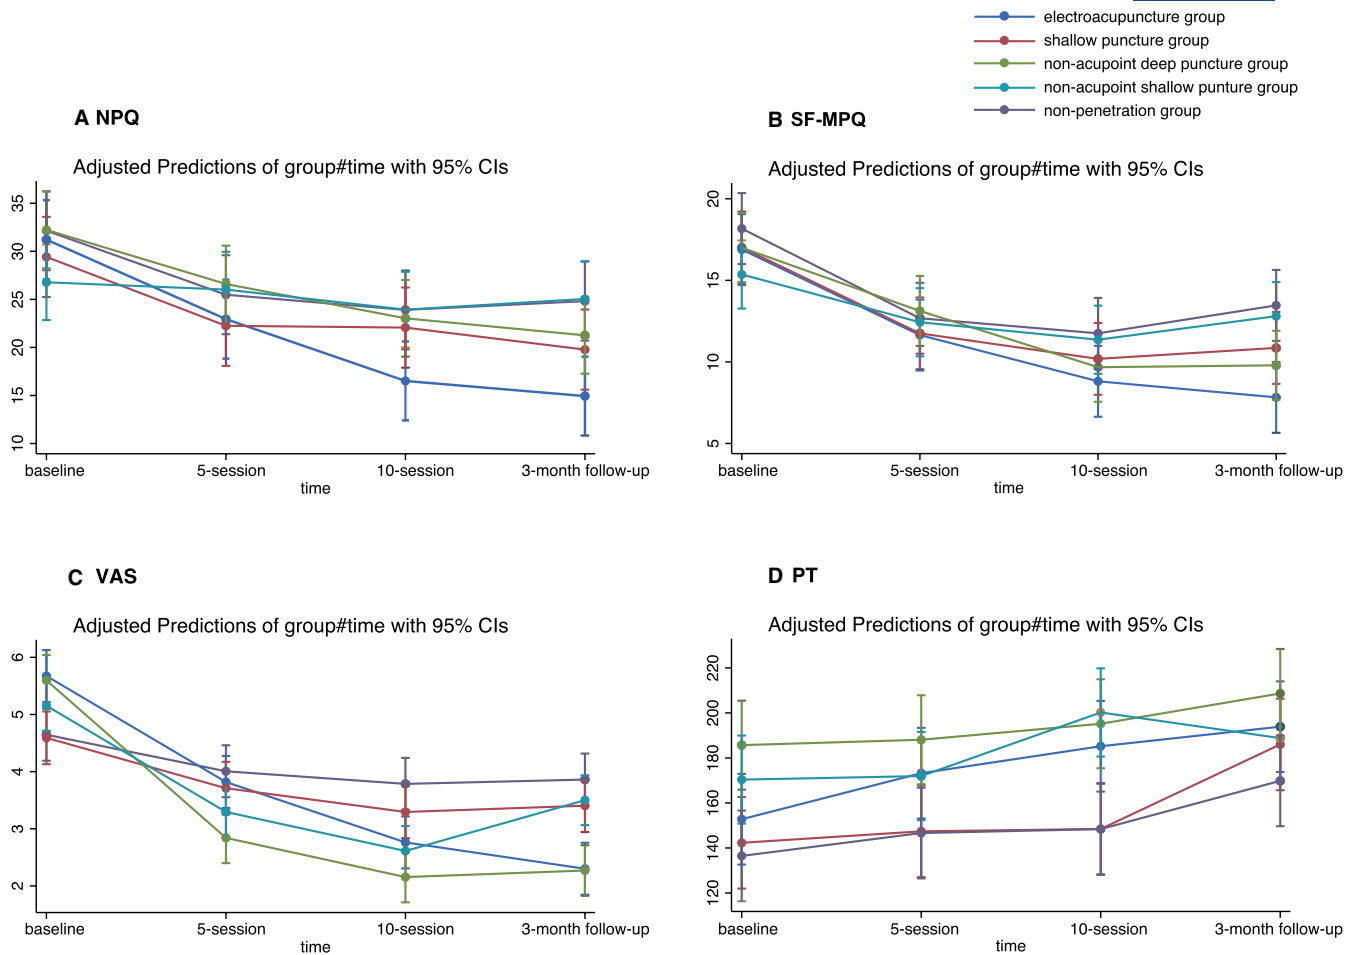 electroacupuncture group
shallow puncture group
non-acupoint deep puncture group
non-acupoint shallow punture group
non-penetration group
A NPQ
Adjusted Predictions of group#time with 95% CIs
35
30
25
20
15
10
baseline
5-session
10-session
3-month follow-up
time
B SF-MPQ
Adjusted Predictions of group#time with 95% CIs
20
15
10
5
baseline
5-session
10-session
3-month follow-up
time
C VAS
Adjusted Predictions of group#time with 95% CIs
6
5
4
3
2
baseline
5-session
10-session
3-month follow-up
time
D PT
Adjusted Predictions of group#time with 95% CIs
220
200
180
160
140
120
baseline
5-session
10-session
3-month follow-up
time